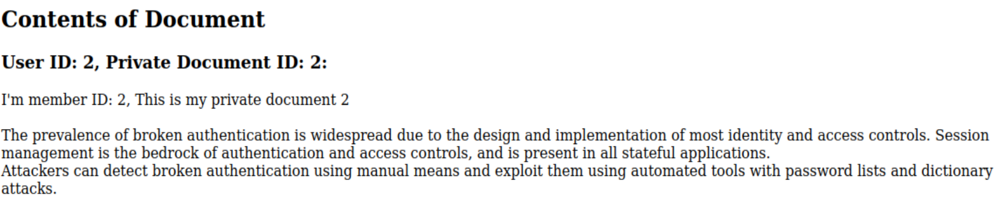 Contents of Document
User ID: 2, Private Document ID: 2:
I'm member ID: 2, This is my private document 2
The prevalence of broken authentication is widespread due to the design and implementation of most identity and access controls. Session
management is the bedrock of authentication and access controls, and is present in all stateful applications.
Attackers can detect broken authentication using manual means and exploit them using automated tools with password lists and dictionary
attacks.